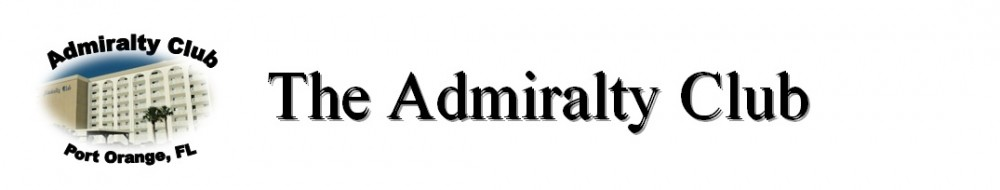 Admiralty Club
Port Orange, FL
The Admiralty Club